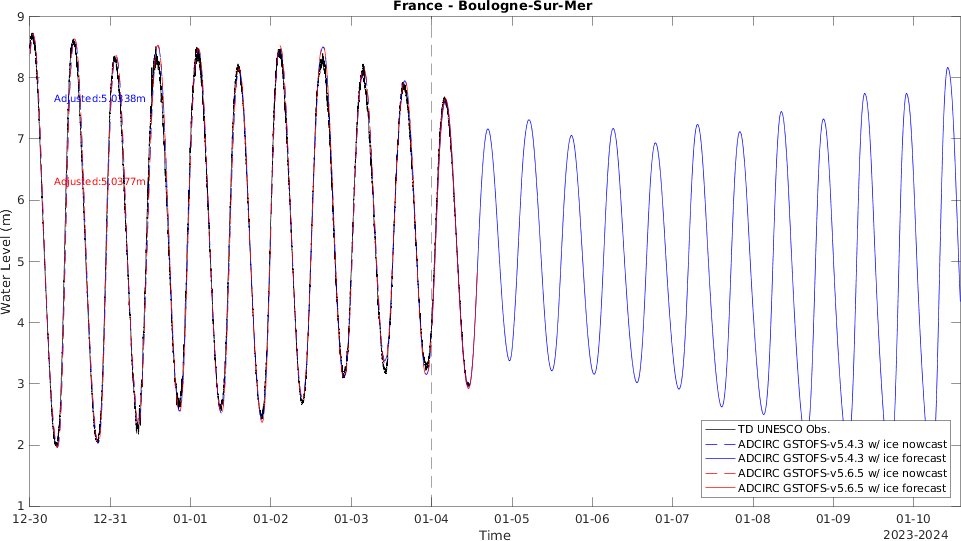 France - Boulogne-Sur-Mer
9
8
7
6
5
4
3
2
1
Water Level (m)
Adjusted:5.0338m
Adjusted:5.0377m
TD UNESCO Obs.
ADCIRC GSTOFS-v5.4.3 w/ ice nowcast
ADCIRC GSTOFS-v5.4.3 w/ ice forecast
ADCIRC GSTOFS-v5.6.5 w/ ice nowcast
ADCIRC GSTOFS-v5.6.5 w/ ice forecast
12-30 12-31 01-01 01-02 01-03 01-04 01-05 01-06 01-07 01-08 01-09 01-10
Time
2023-2024